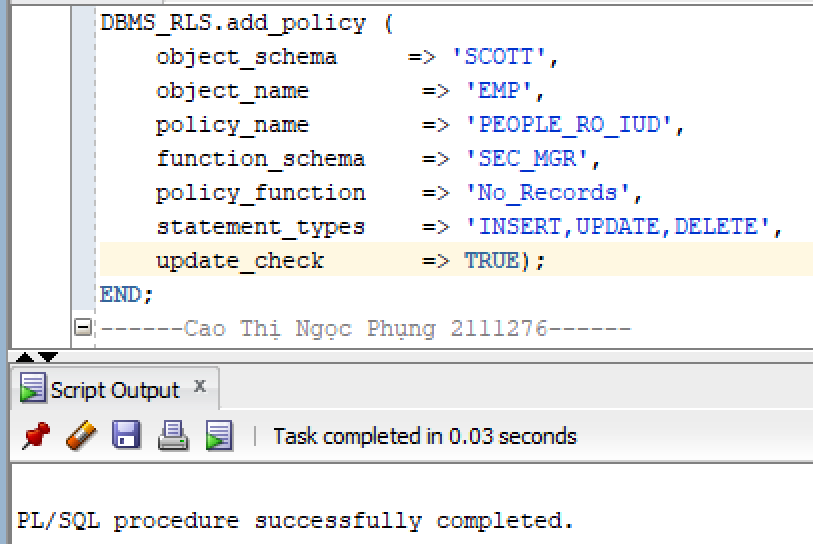 DBMS_RLS.add_policy (
object_schema => 'SCOTT',
object_name => 'EMP',
policy_name => 'PEOPLE_RO_IUD',
function_schema => 'SEC_MGR',
policy_function => 'No_Records',
statement_types => 'INSERT,UPDATE,DELETE',
update_check => TRUE);
END;
------Cao Thị Ngọc Phụng 2111276------
Script Output x
Task completed in 0.03 seconds
PL/SQL procedure successfully completed.